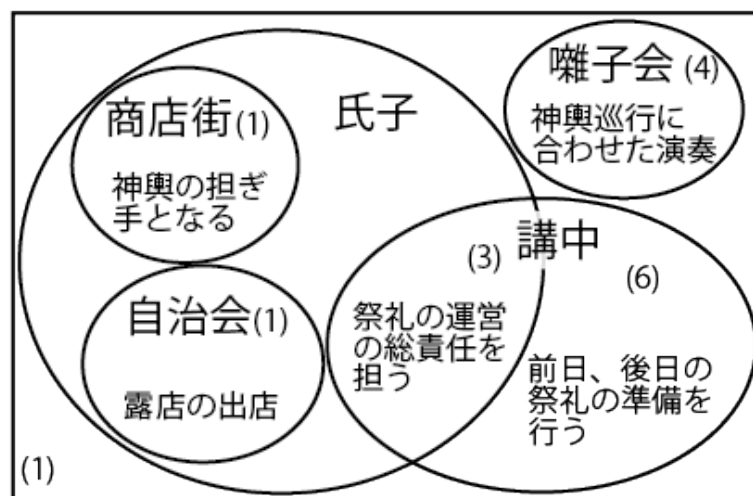 商店街(1)
神輿の担ぎ
手となる
氏子
囃子会(4)
神輿巡行に
合わせた演奏
自治会(1)
露店の出店
(3)
祭礼の運営
の総責任を
担う
講中
(6)
前日、後日の
祭礼の準備を
行う
(1)